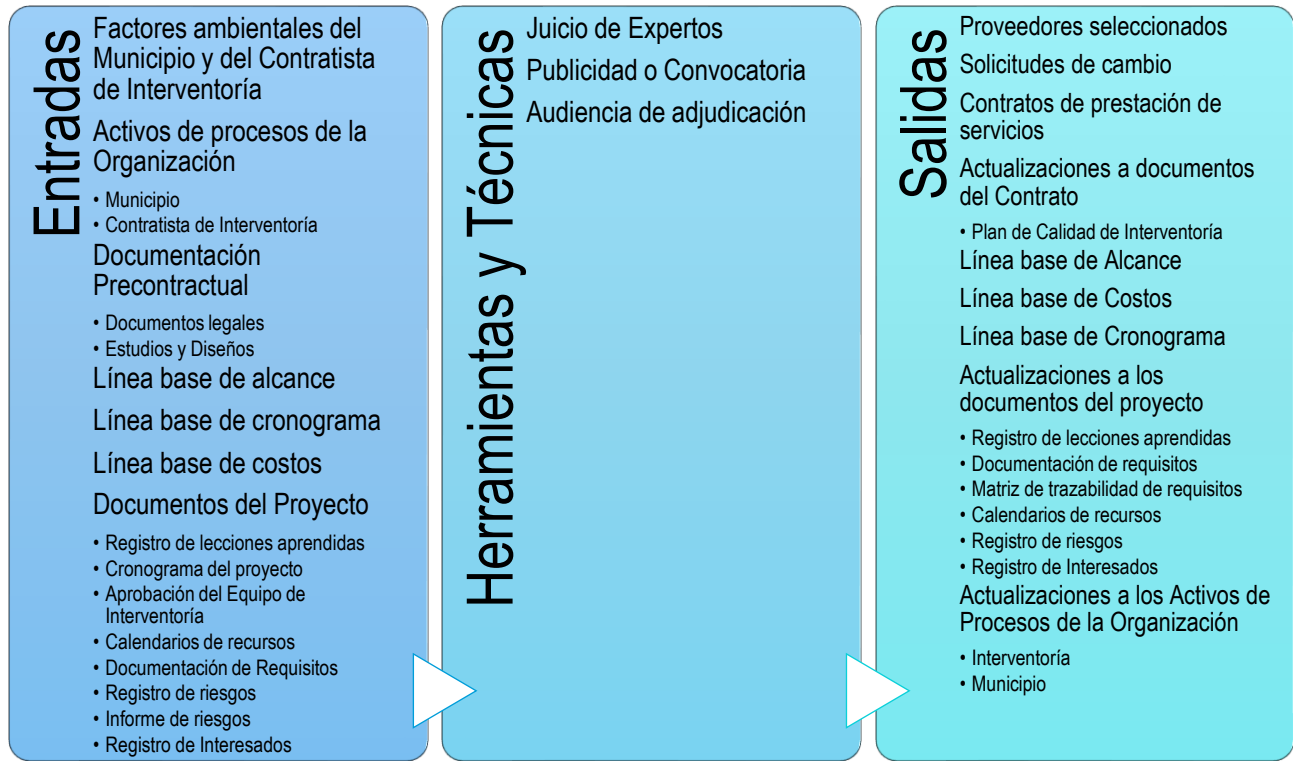 Entradas
Factores ambientales del
Municipio y del Contratista
de Interventoría
Activos de procesos de la
Organización
• Municipio
• Contratista de Interventoría
Documentación
Precontractual
• Documentos legales
• Estudios y Diseños
Línea base de alcance
Línea base de cronograma
Línea base de costos
Documentos del Proyecto
• Registro de lecciones aprendidas
• Cronograma del proyecto
• Aprobación del Equipo de
Interventoría
• Calendarios de recursos
• Documentación de Requisitos
• Registro de riesgos
• Informe de riesgos
• Registro de Interesados
Herramientas y Técnicas
Juicio de Expertos
Publicidad o Convocatoria
Audiencia de adjudicación
Salidas
Proveedores seleccionados
Solicitudes de cambio
Contratos de prestación de
servicios
Actualizaciones a documentos
del Contrato
• Plan de Calidad de Interventoría
Línea base de Alcance
Línea base de Costos
Línea base de Cronograma
Actualizaciones a los
documentos del proyecto
• Registro de lecciones aprendidas
• Documentación de requisitos
• Matriz de trazabilidad de requisitos
• Calendarios de recursos
• Registro de riesgos
• Registro de Interesados
Actualizaciones a los Activos de
Procesos de la Organización
• Interventoría
• Municipio